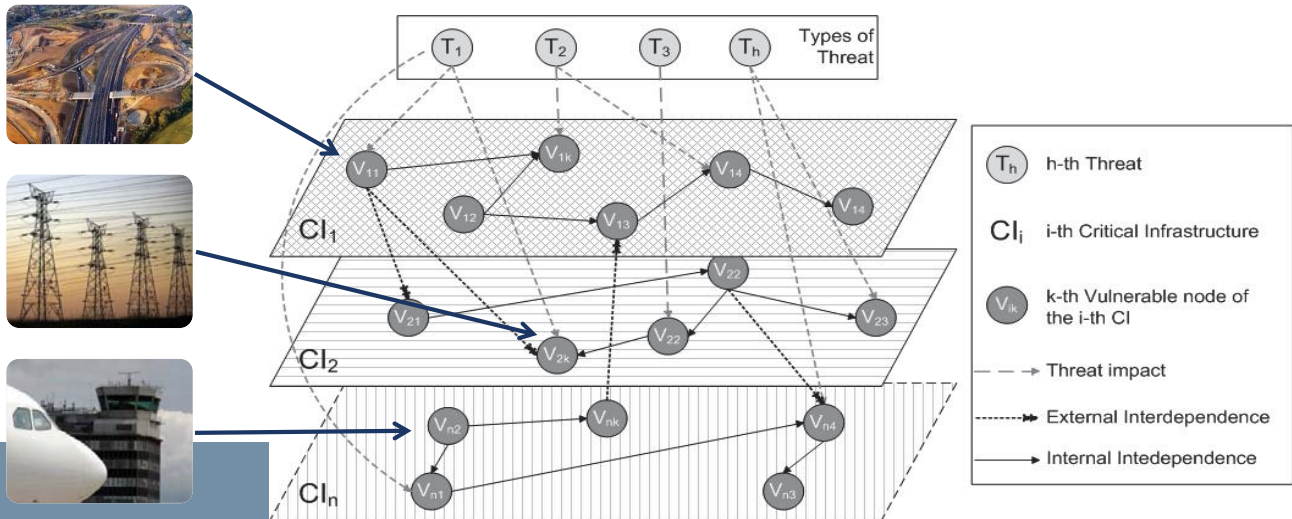 T1
T2
T3
Th
Types of
Threat
V11
V1k
V14
V12
V13
V14
CI1
V22
V21
V22
V23
V2k
CI2
Vn2
Vnk
Vn4
Vn1
Vn3
CIn
Th
h-th Threat
CIi
i-th Critical Infrastructure
Vik
k-th Vulnerable node of
the i-th CI
Threat impact
External Interdependence
Internal Intedependence